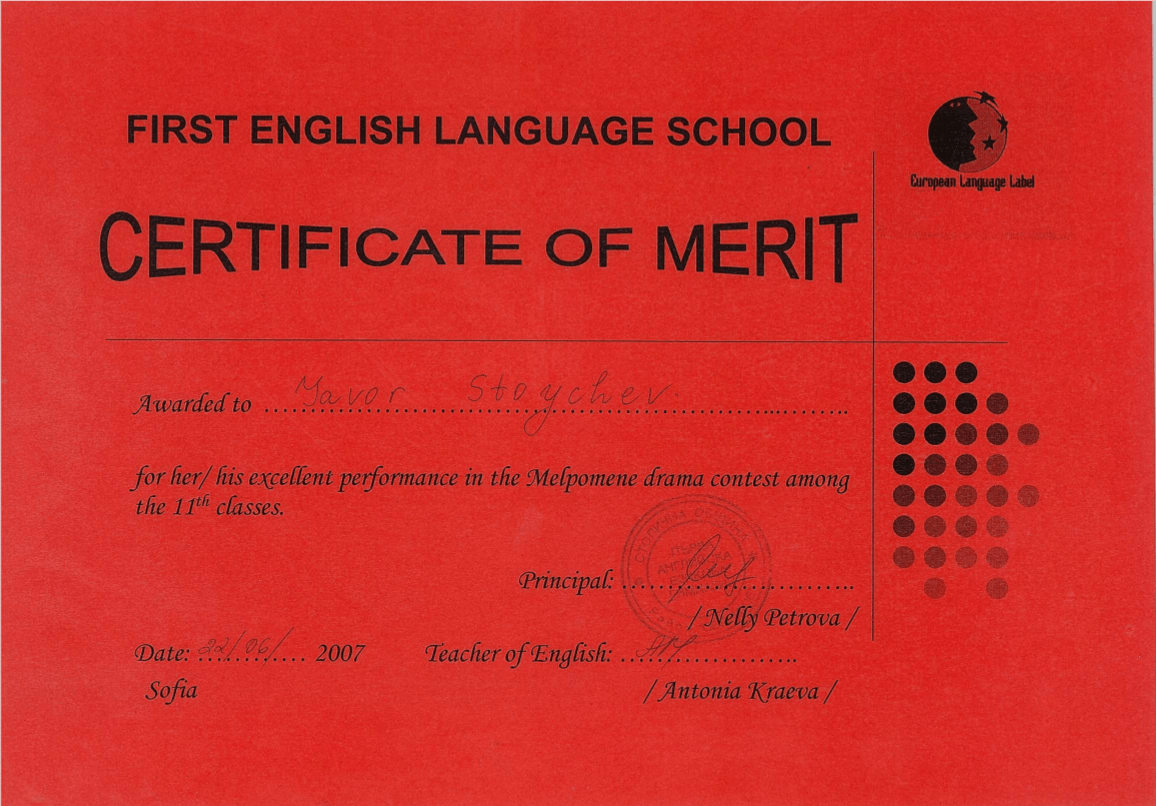 FIRST ENGLISH LANGUAGE SCHOOL
European Language Label
CERTIFICATE OF MERIT
Awarded to Yavor Stoychev
for her/ his excellent performance in the Melpomene drama contest among
the 11th classes.
Principal:
/ Nelly Petrova /
Date: 22/06/ 2007 Teacher of English:
Sofia / Antonia Kraeva /